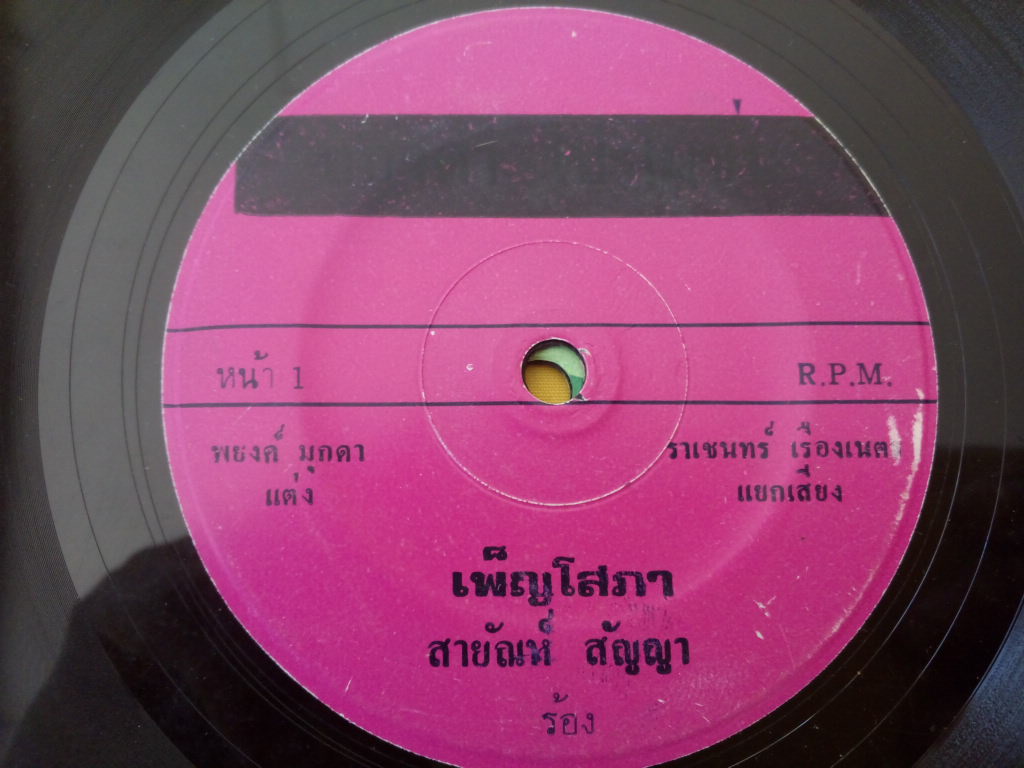 หน้า 1
R.P.M.
พยงค์ มุกดา
แต่ง
ราเชนทร์ เรืองเนตร
แยกเสียง
เพ็ญโสภา
สายัณห์ สัญญา
ร้อง